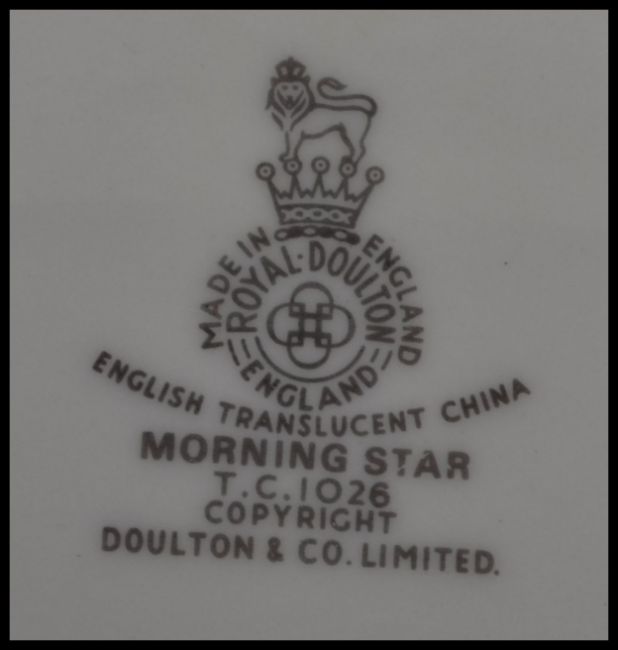 MADE IN ENGLAND
ROYAL·DOULTON
ENGLAND
ENGLISH TRANSLUCENT CHINA
MORNING STAR
T.C.1026
COPYRIGHT
DOULTON & CO. LIMITED.